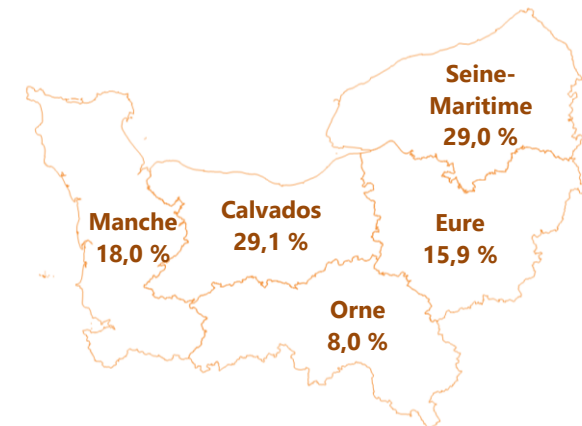 Seine-
Maritime
29,0 %
Manche
18,0 %
Calvados
29,1 %
Eure
15,9 %
Orne
8,0 %